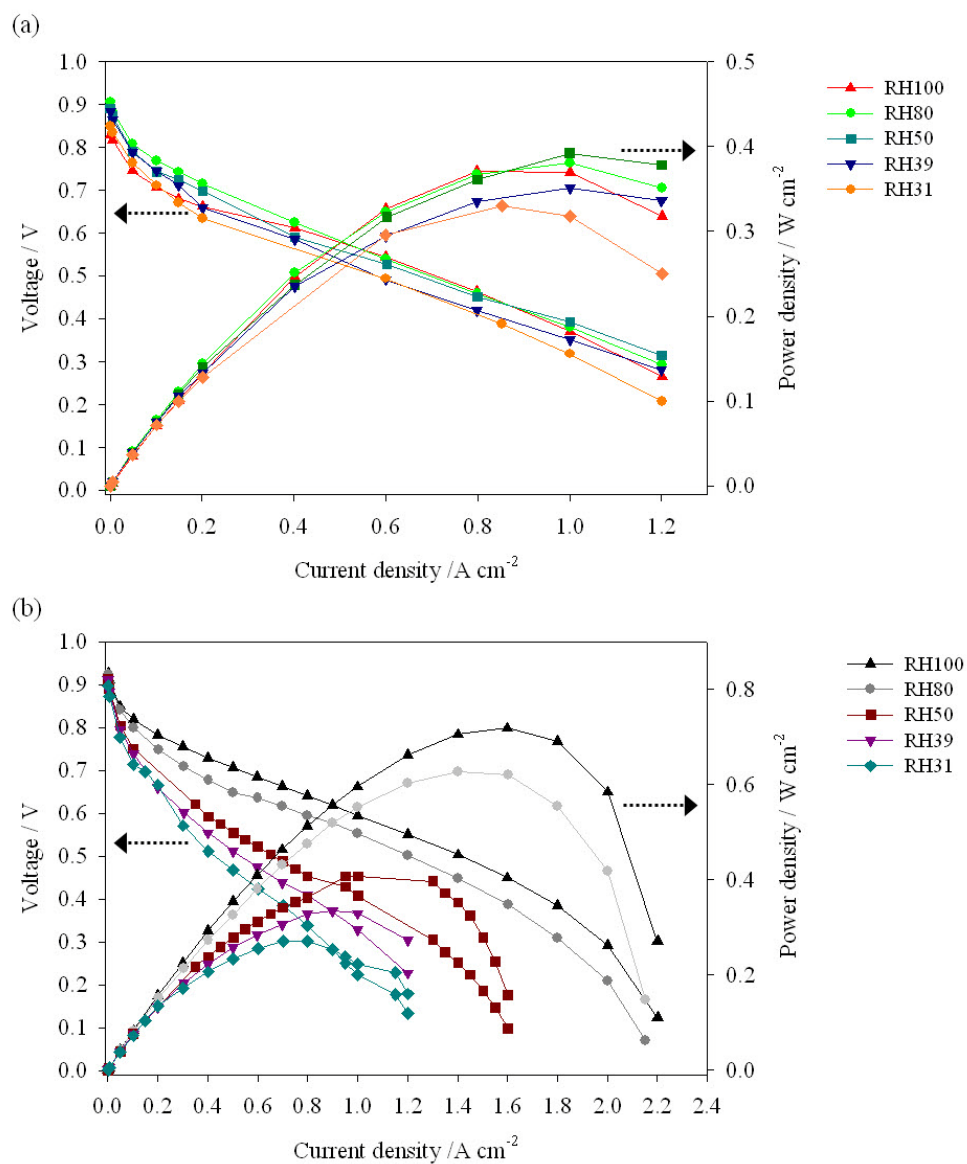 (a)
1.0
0.9
0.8
0.7
0.6
0.5
0.4
0.3
0.2
0.1
0.0
Voltage / V
0.5
0.4
0.3
0.2
0.1
0.0
Power density / W cm-2
RH100
RH80
RH50
RH39
RH31
0.0 0.2 0.4 0.6 0.8 1.0 1.2
Current density /A cm-2
(b)
1.0
0.9
0.8
0.7
0.6
0.5
0.4
0.3
0.2
0.1
0.0
Voltage / V
0.8
0.6
0.4
0.2
0.0
Power density / W cm-2
RH100
RH80
RH50
RH39
RH31
0.0 0.2 0.4 0.6 0.8 1.0 1.2 1.4 1.6 1.8 2.0 2.2 2.4
Current density /A cm-2